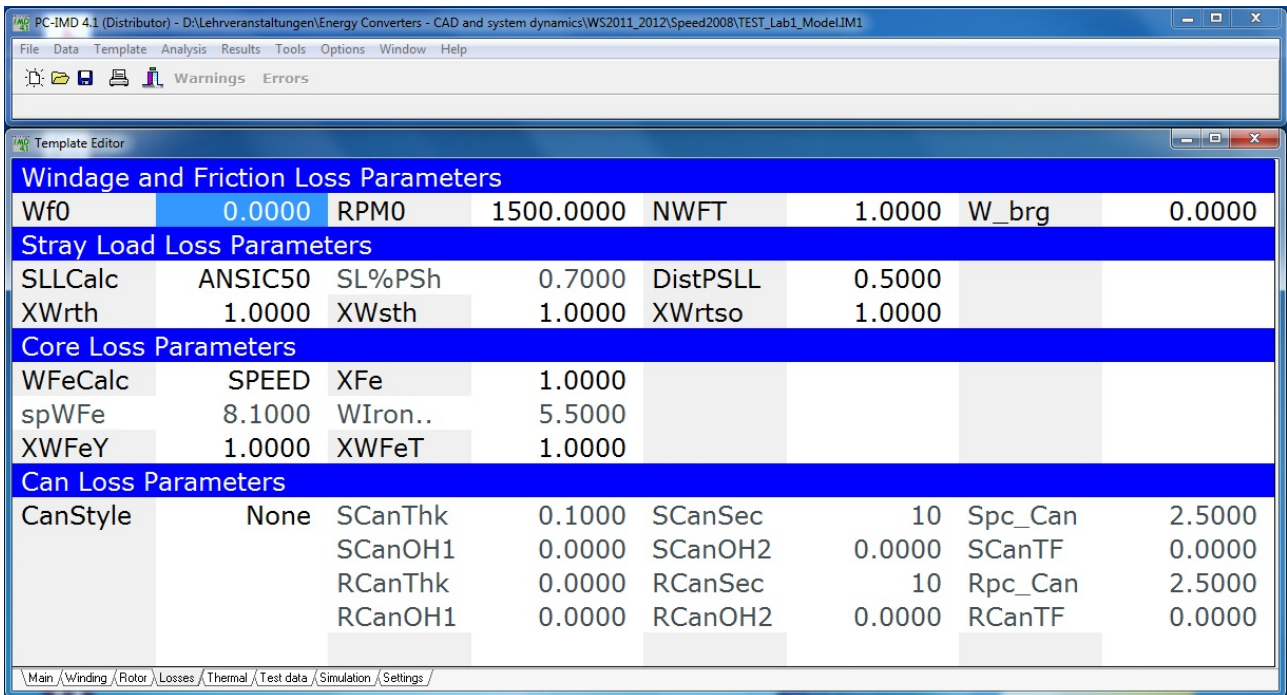 PC-IMD 4.1 (Distributor) - D:\Lehrveranstaltungen\Energy Converters - CAD and system dynamics\WS2011_2012\Speed2008\TEST_Lab1_Model.IM1
File Data Template Analysis Results Tools Options Window Help
Warnings Errors
Template Editor
Windage and Friction Loss Parameters
Wf0 0.0000 RPM0 1500.0000 NWFT 1.0000 W_brg 0.0000
Stray Load Loss Parameters
SLLCalc ANSIC50 SL%PSh 0.7000 DistPSLL 0.5000
XWrth 1.0000 XWsth 1.0000 XWrtso 1.0000
Core Loss Parameters
WFeCalc SPEED XFe 1.0000
spWFe 8.1000 WIron.. 5.5000
XWFeY 1.0000 XWFeT 1.0000
Can Loss Parameters
CanStyle None SCanThk 0.1000 SCanSec 10 Spc_Can 2.5000
SCanOH1 0.0000 SCanOH2 0.0000 SCanTF 0.0000
RCanThk 0.0000 RCanSec 10 Rpc_Can 2.5000
RCanOH1 0.0000 RCanOH2 0.0000 RCanTF 0.0000
Main Winding Rotor Losses Thermal Test data Simulation Settings